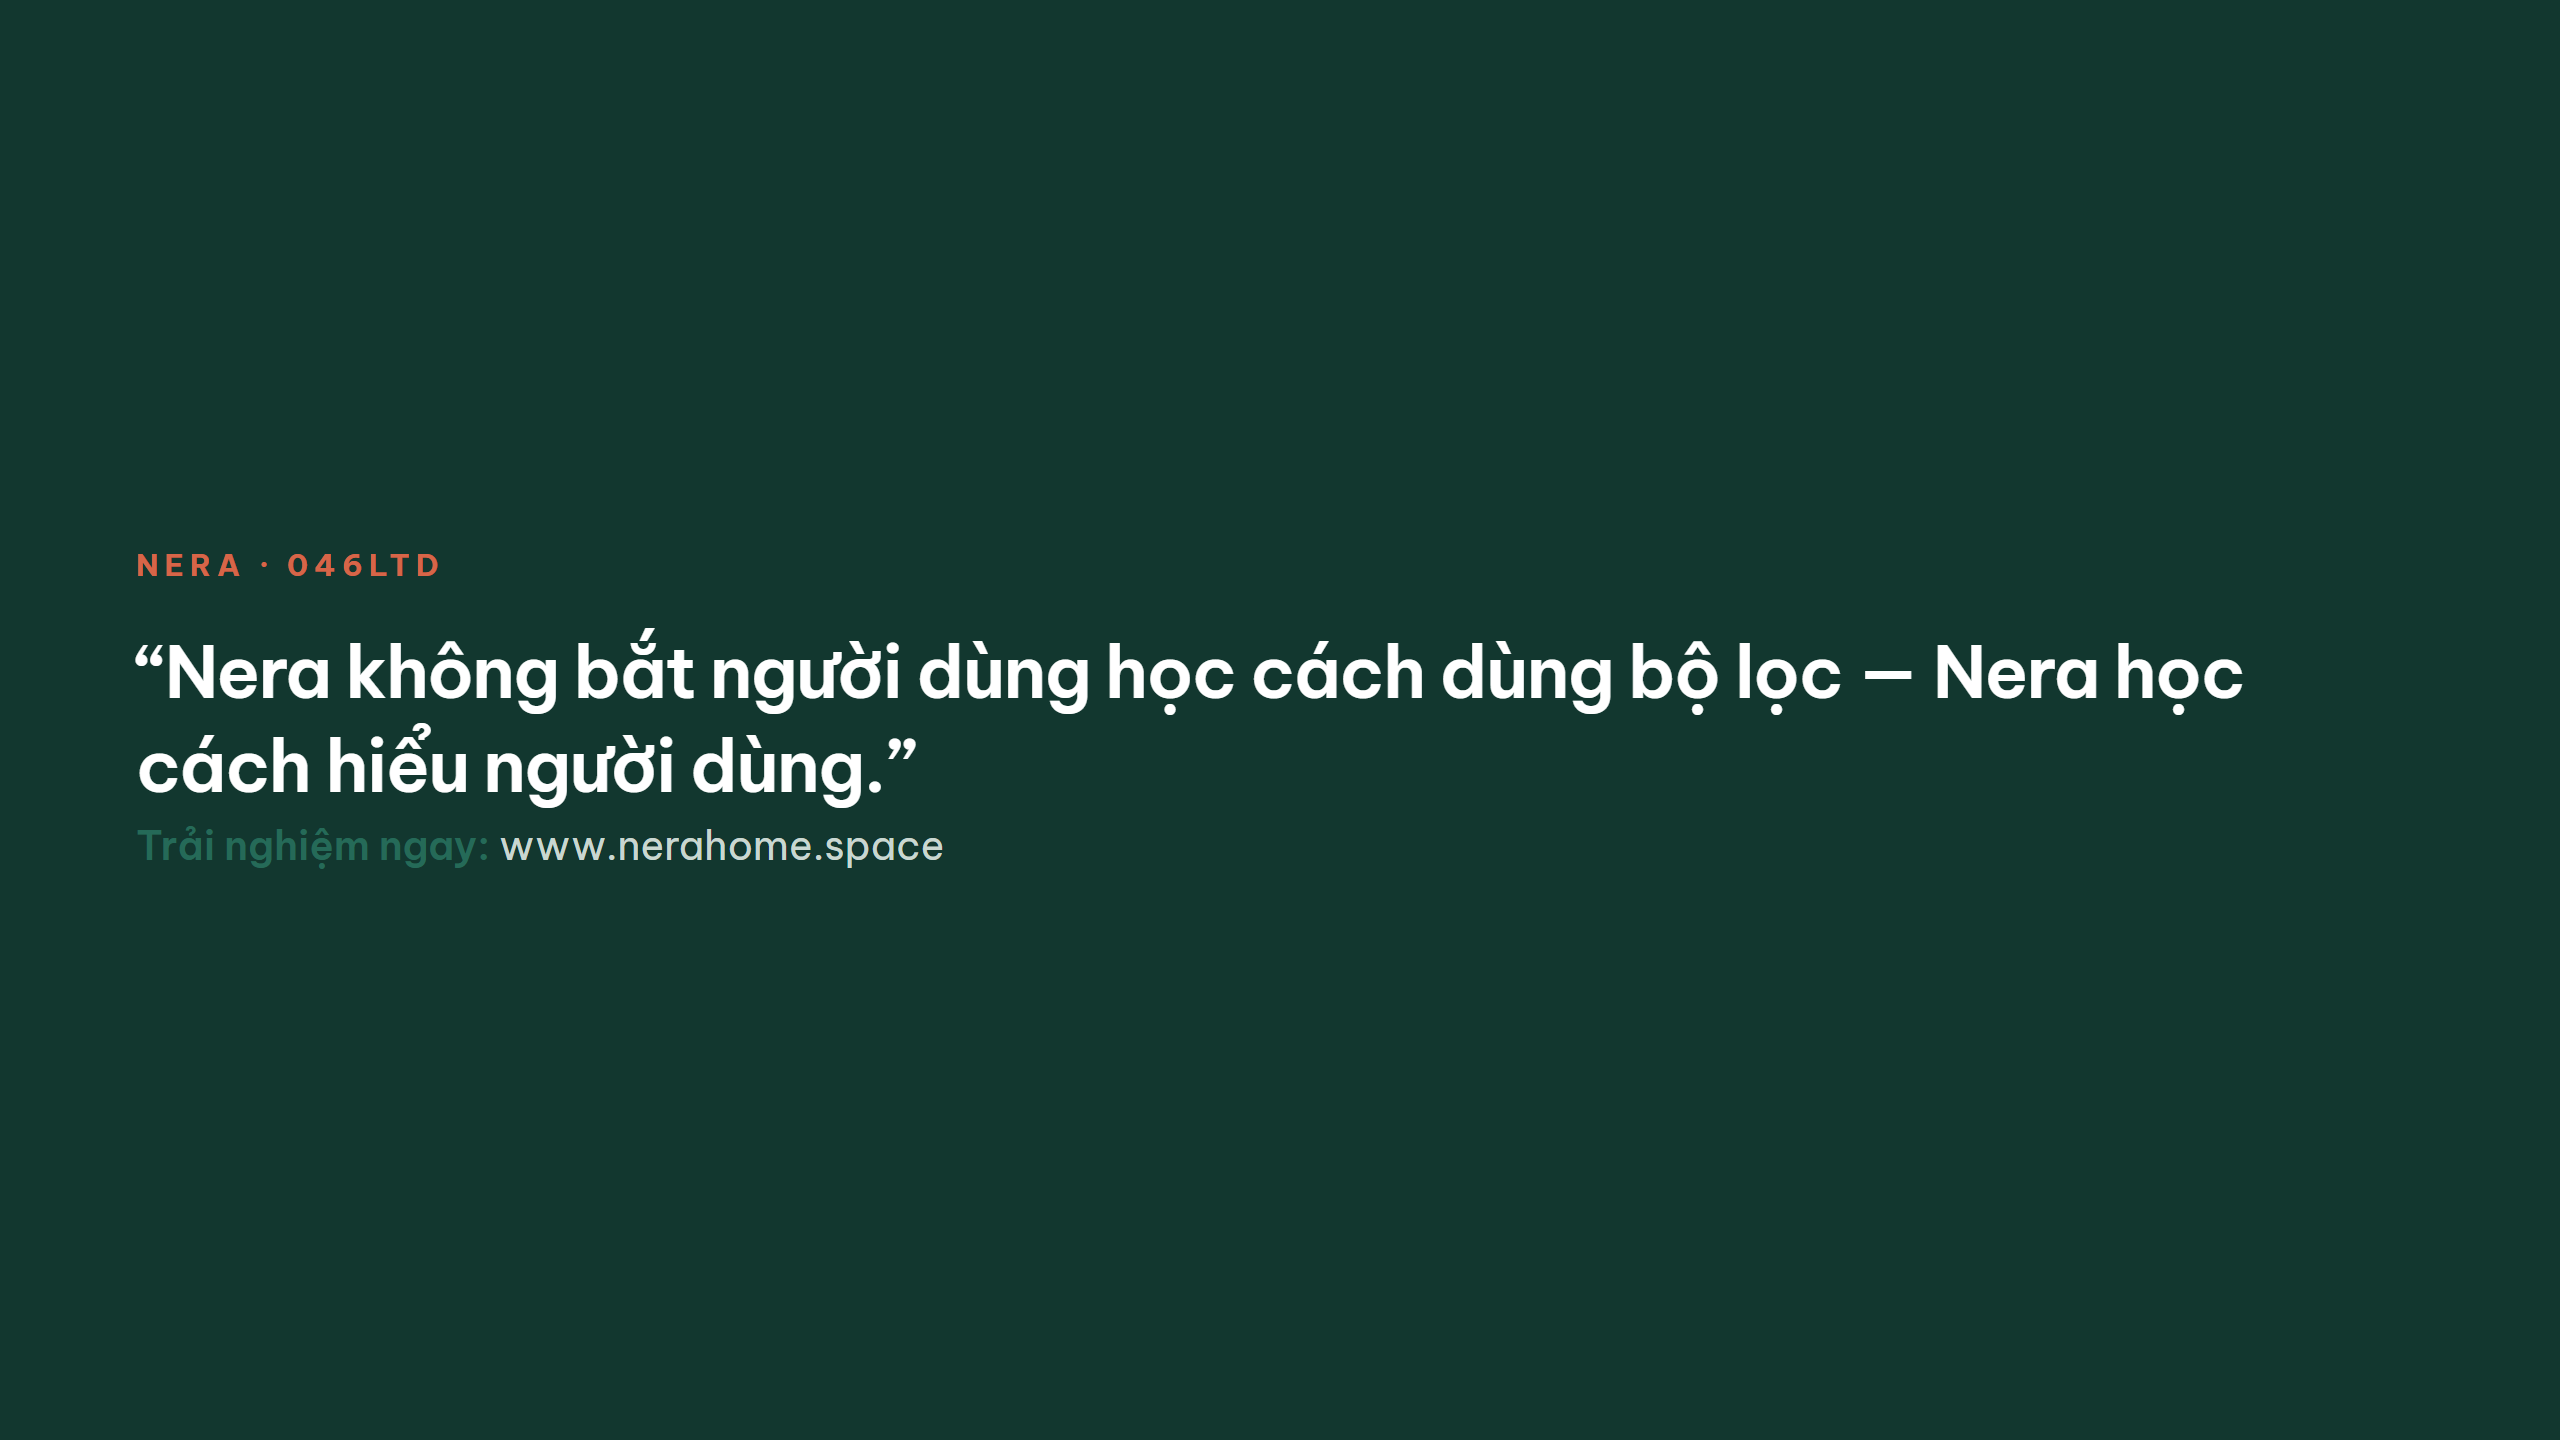 NERA · 046LTD
“Nera không bắt người dùng học cách dùng bộ lọc — Nera học
cách hiểu người dùng.”
Trải nghiệm ngay: www.nerahome.space